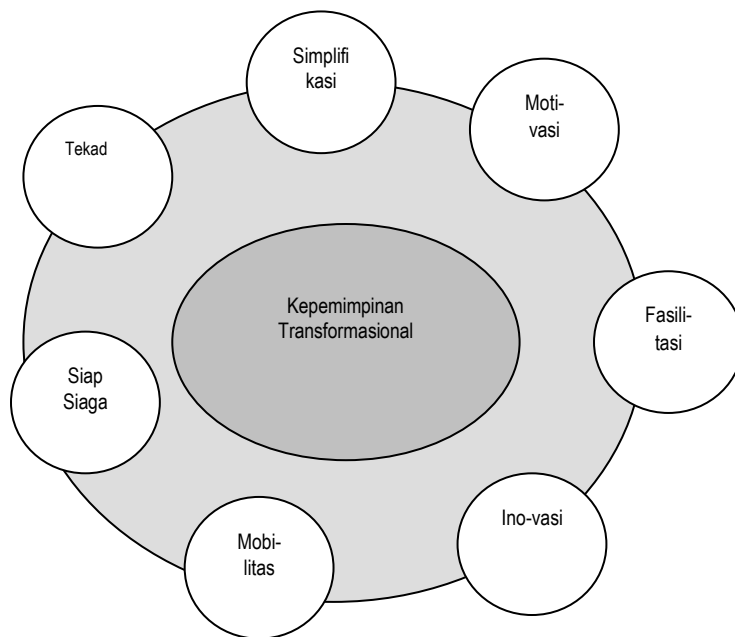 Simplifi
kasi
Moti-
vasi
Tekad
Kepemimpinan
Transformasional
Fasili-
tasi
Siap
Siaga
Ino-vasi
Mobi-
litas